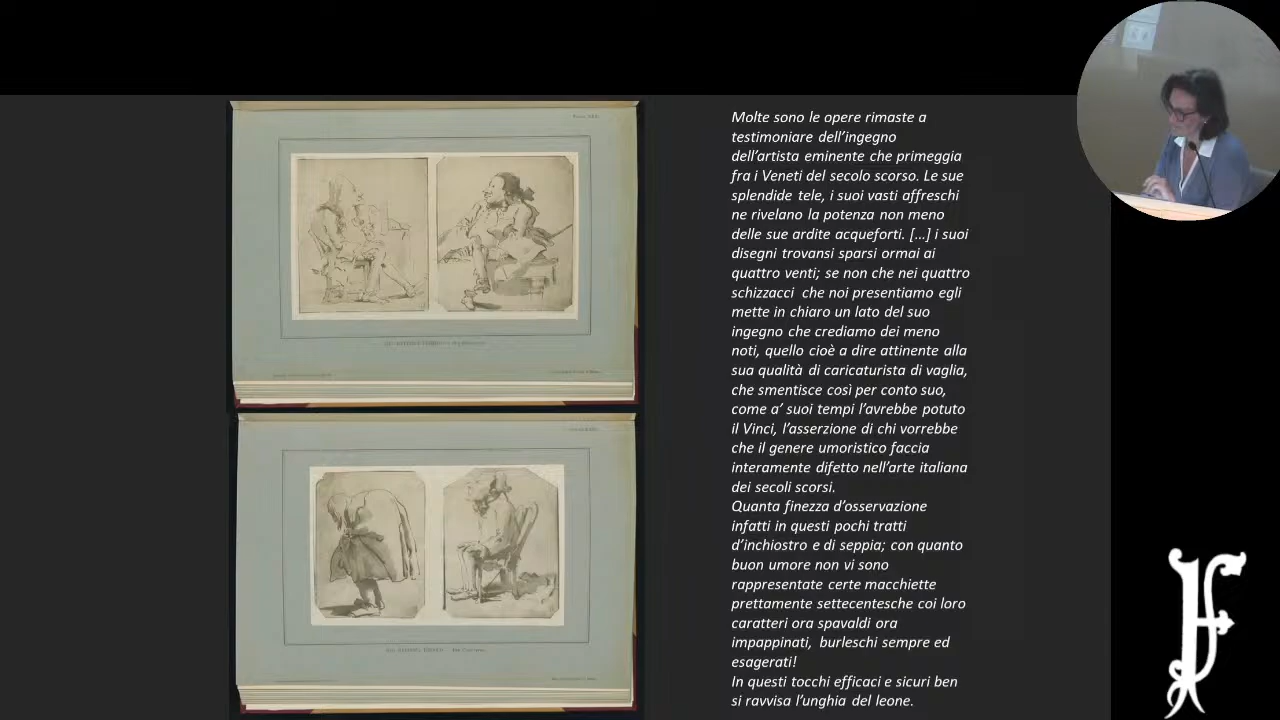 Molte sono le opere rimaste a
testimoniare dell’ingegno
dell’artista eminente che primeggia
fra i Veneti del secolo scorso. Le sue
splendide tele, i suoi vasti affreschi
ne rivelano la potenza non meno
delle sue ardite acqueforti. [...] i suoi
disegni trovansi sparsi ormai ai
quattro venti; se non che nei quattro
schizzacci che noi presentiamo egli
mette in chiaro un lato del suo
ingegno che crediamo dei meno
noti, quello cioè a dire attinente alla
sua qualità di caricaturista di vaglia,
che smentisce così per conto suo,
come a’ suoi tempi l’avrebbe potuto
il Vinci, l’asserzione di chi vorrebbe
che il genere umoristico faccia
interamente difetto nell’arte italiana
dei secoli scorsi.
Quanta finezza d’osservazione
infatti in questi pochi tratti
d’inchiostro e di seppia; con quanto
buon umore non vi sono
rappresentate certe macchiette
prettamente settecentesche coi loro
caratteri ora spavaldi ora
impappinati, burleschi sempre ed
esagerati!
In questi tocchi efficaci e sicuri ben
si ravvisa l’unghia del leone.